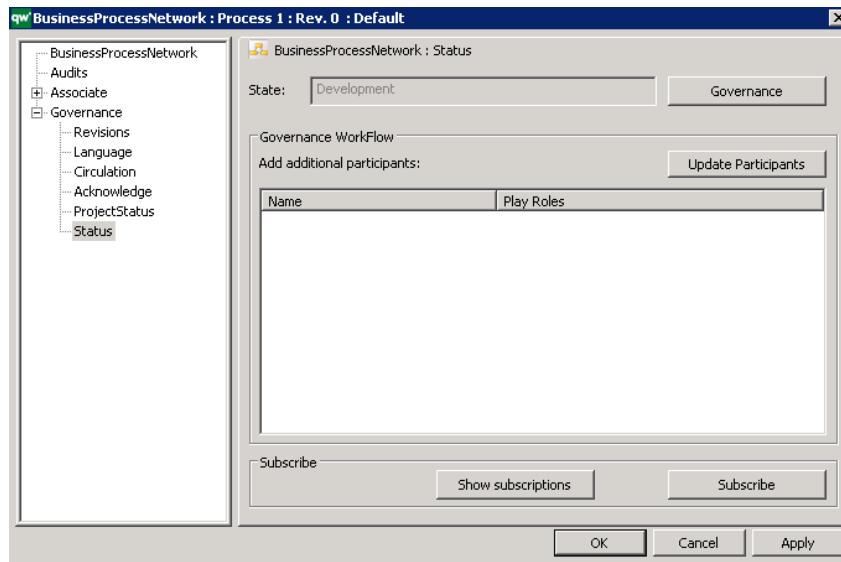 qw BusinessProcessNetwork : Process 1 : Rev. 0 : Default
BusinessProcessNetwork
Audits
Associate
Governance
Revisions
Language
Circulation
Acknowledge
ProjectStatus
Status
BusinessProcessNetwork : Status
State: Development Governance
Governance WorkFlow
Add additional participants: Update Participants
Name Play Roles
Subscribe
Show subscriptions Subscribe
OK Cancel Apply